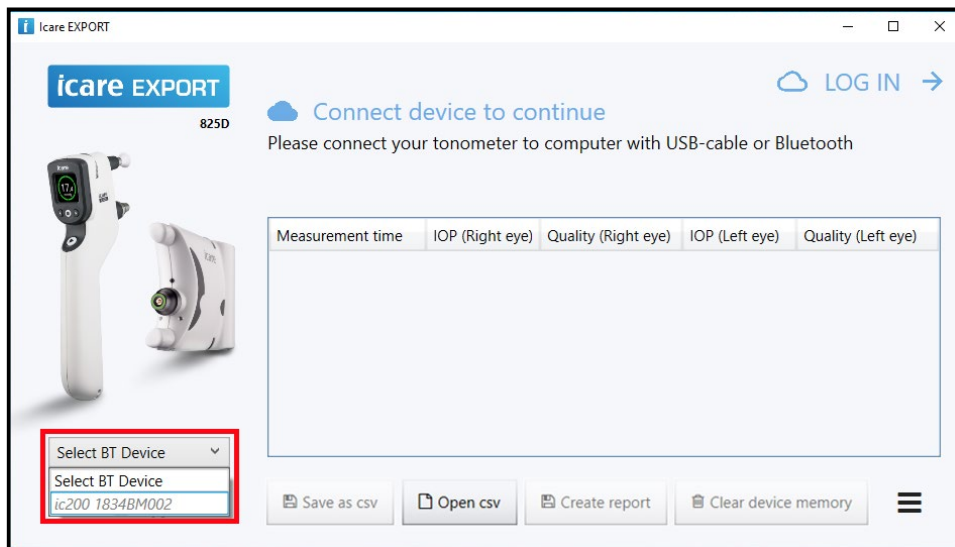 Icare EXPORT
icare EXPORT
825D
LOG IN
Connect device to continue
Please connect your tonometer to computer with USB-cable or Bluetooth
Measurement time IOP (Right eye) Quality (Right eye) IOP (Left eye) Quality (Left eye)
Select BT Device
Select BT Device
ic200 1834BM002
Save as csv Open csv Create report Clear device memory